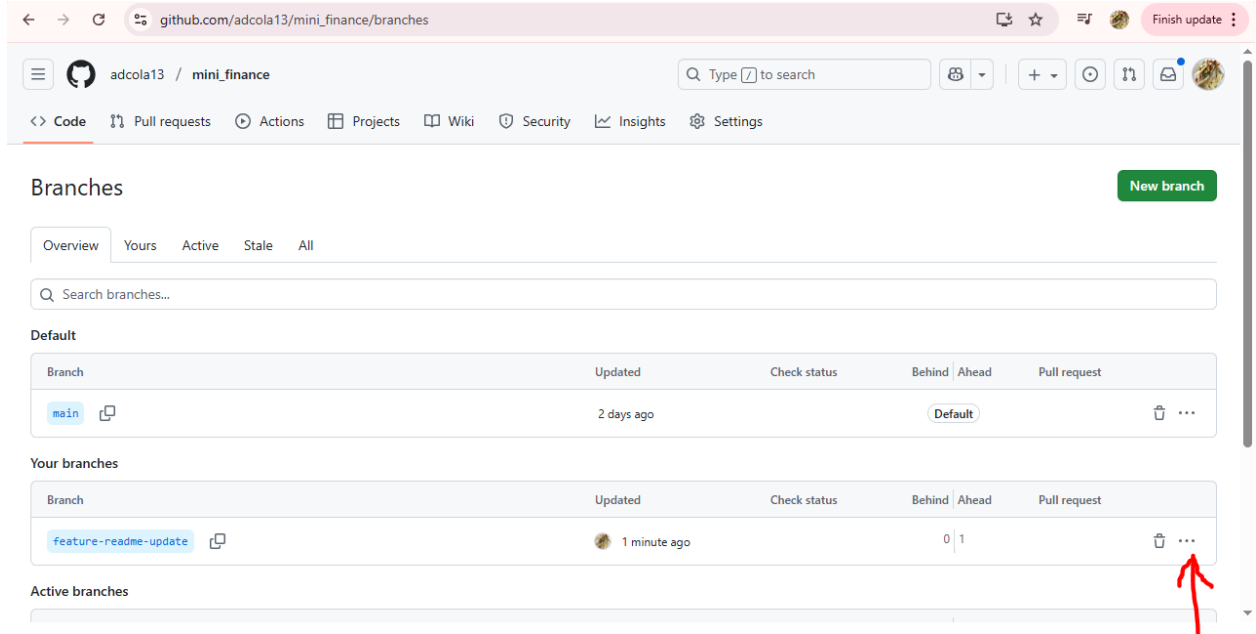 github.com/adcola13/mini_finance/branches
Finish update
adcola13 / mini_finance
Type / to search
Code Pull requests Actions Projects Wiki Security Insights Settings
Branches
New branch
Overview Yours Active Stale All
Search branches...
Default
Branch Updated Check status Behind Ahead Pull request
main 2 days ago Default
Your branches
Branch Updated Check status Behind Ahead Pull request
feature-readme-update 1 minute ago 0 1
Active branches